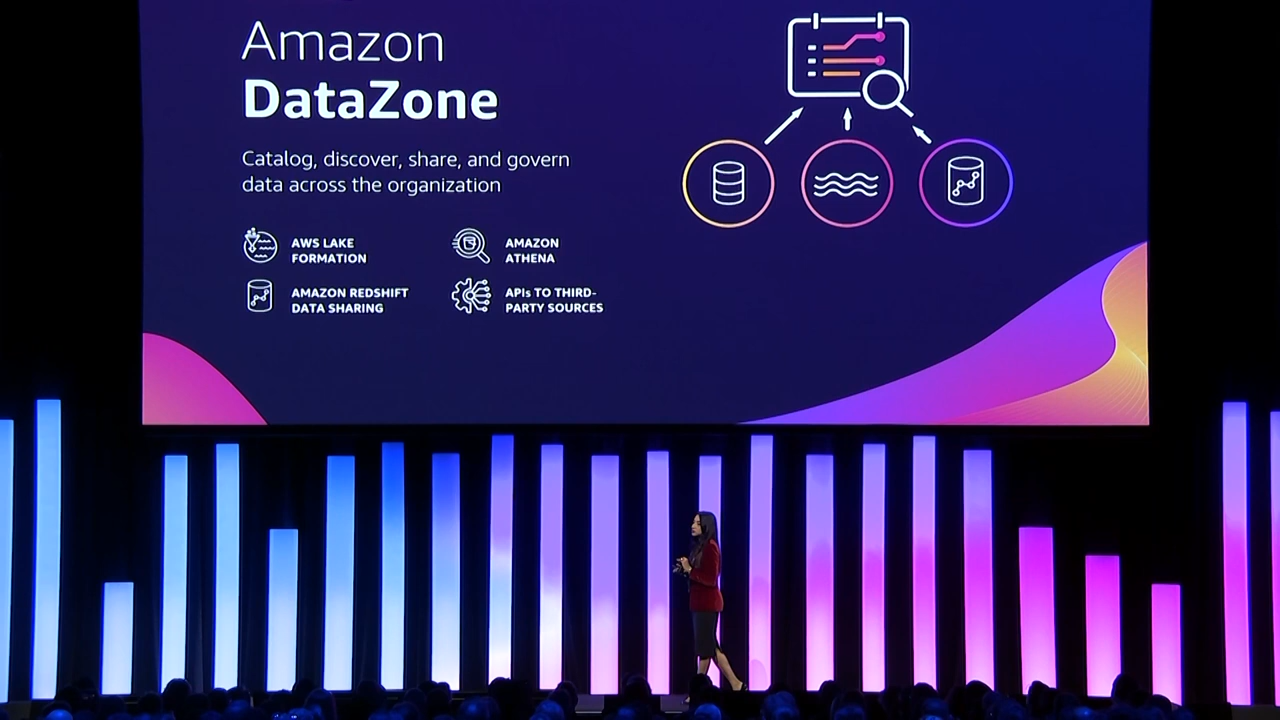 Amazon
DataZone
Catalog, discover, share, and govern
data across the organization
AWS LAKE
FORMATION
AMAZON
ATHENA
AMAZON REDSHIFT
DATA SHARING
APIs TO THIRD-
PARTY SOURCES